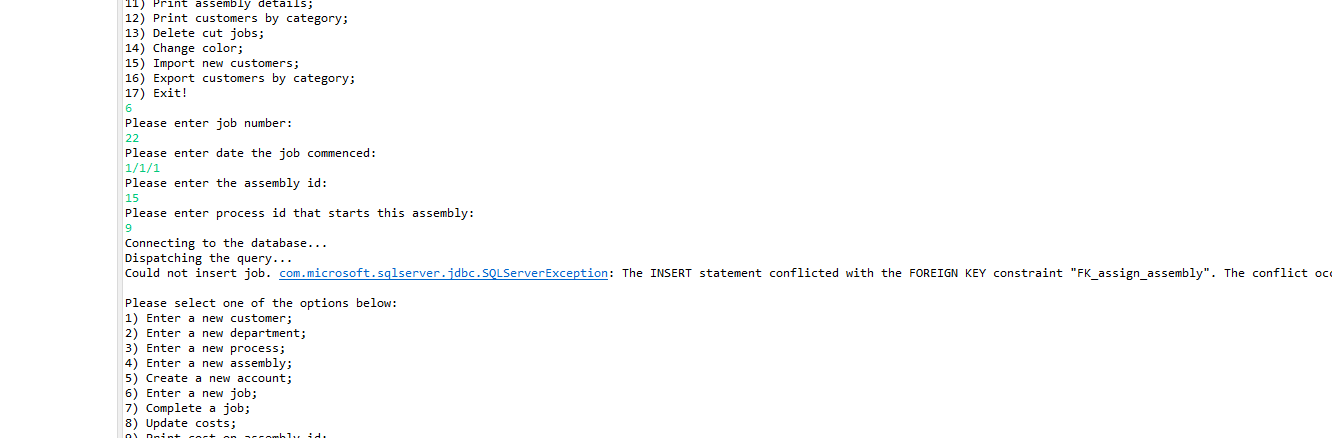 11) Print assembly details;
12) Print customers by category;
13) Delete cut jobs;
14) Change color;
15) Import new customers;
16) Export customers by category;
17) Exit!
6
Please enter job number:
22
Please enter date the job commenced:
1/1/1
Please enter the assembly id:
15
Please enter process id that starts this assembly:
9
Connecting to the database...
Dispatching the query...
Could not insert job. com.microsoft.sqlserver.jdbc.SQLServerException: The INSERT statement conflicted with the FOREIGN KEY constraint "FK_assign_assembly". The conflict
Please select one of the options below:
1) Enter a new customer;
2) Enter a new department;
3) Enter a new process;
4) Enter a new assembly;
5) Create a new account;
6) Enter a new job;
7) Complete a job;
8) Update costs;
9) Print cost on assembly id;